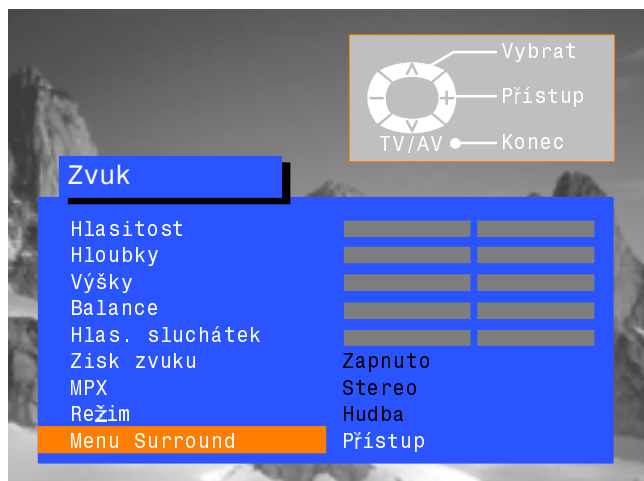 Vybrat
Přístup
TV/AV Konec
Zvuk
Hlasitost
Hloubky
Výšky
Balance
Hlas. sluchátek
Zisk zvuku Zapnuto
MPX Stereo
Režim Hudba
Menu Surround Přístup